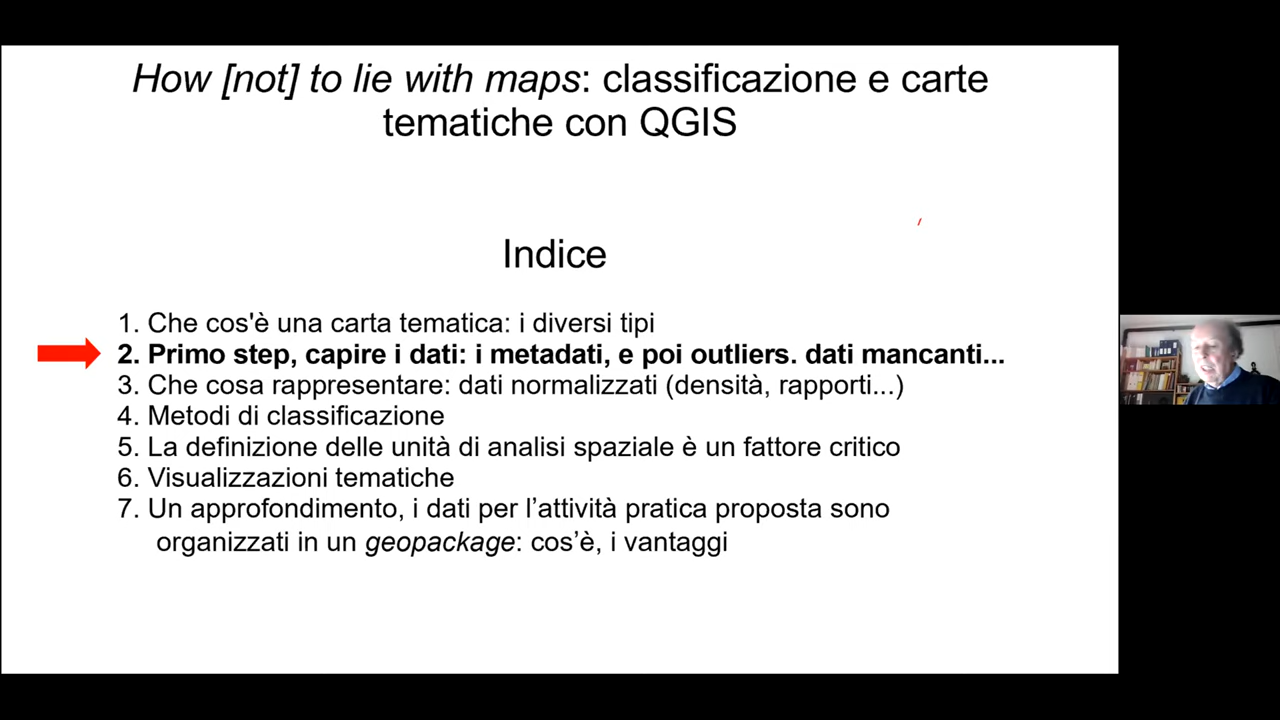 How [not] to lie with maps: classificazione e carte
tematiche con QGIS
Indice
1. Che cos'è una carta tematica: i diversi tipi
2. Primo step, capire i dati: i metadati, e poi outliers. dati mancanti...
3. Che cosa rappresentare: dati normalizzati (densità, rapporti...)
4. Metodi di classificazione
5. La definizione delle unità di analisi spaziale è un fattore critico
6. Visualizzazioni tematiche
7. Un approfondimento, i dati per l’attività pratica proposta sono
organizzati in un geopackage: cos’è, i vantaggi